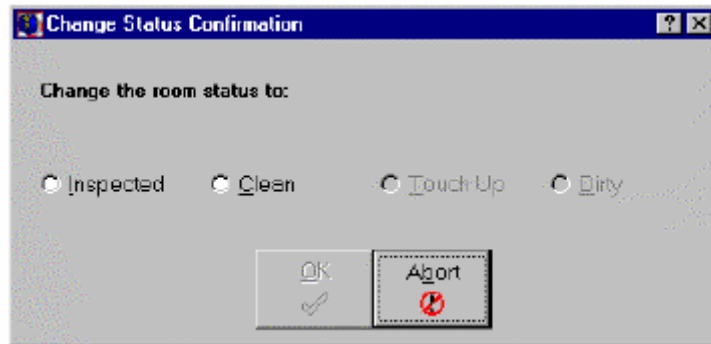 Change Status Confirmation
Change the room status to:
Inspected Clean Touch Up Dirty
OK Abort